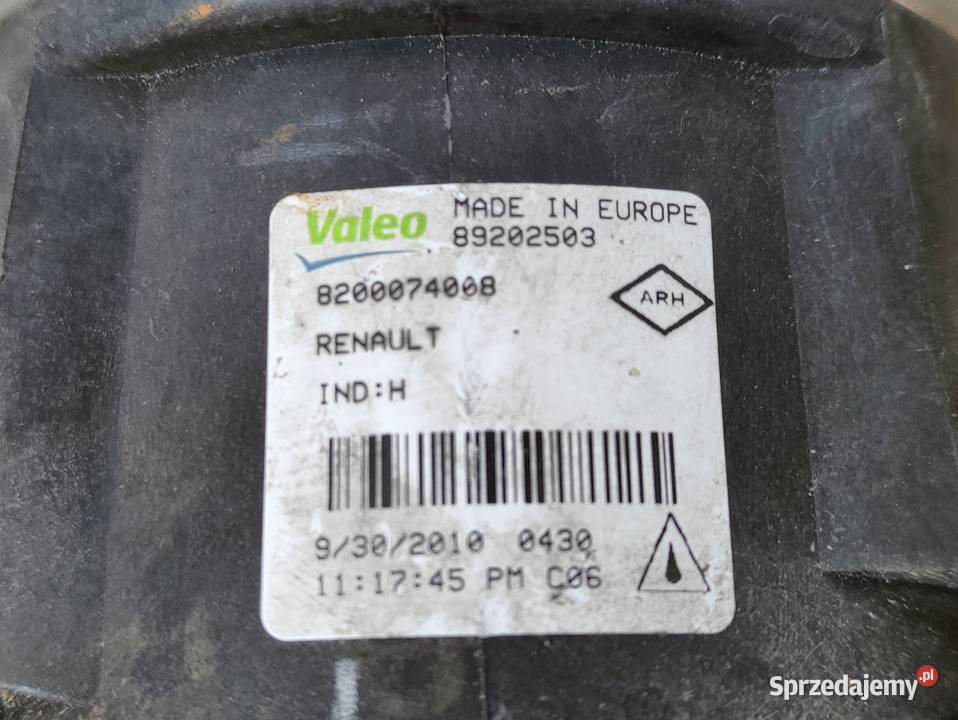 Valeo
MADE IN EUROPE
89202503
8200074008
ARH
RENAULT
IND:H
9/30/2010 0430
11:17:45 PM C06
Sprzedajemy.pl